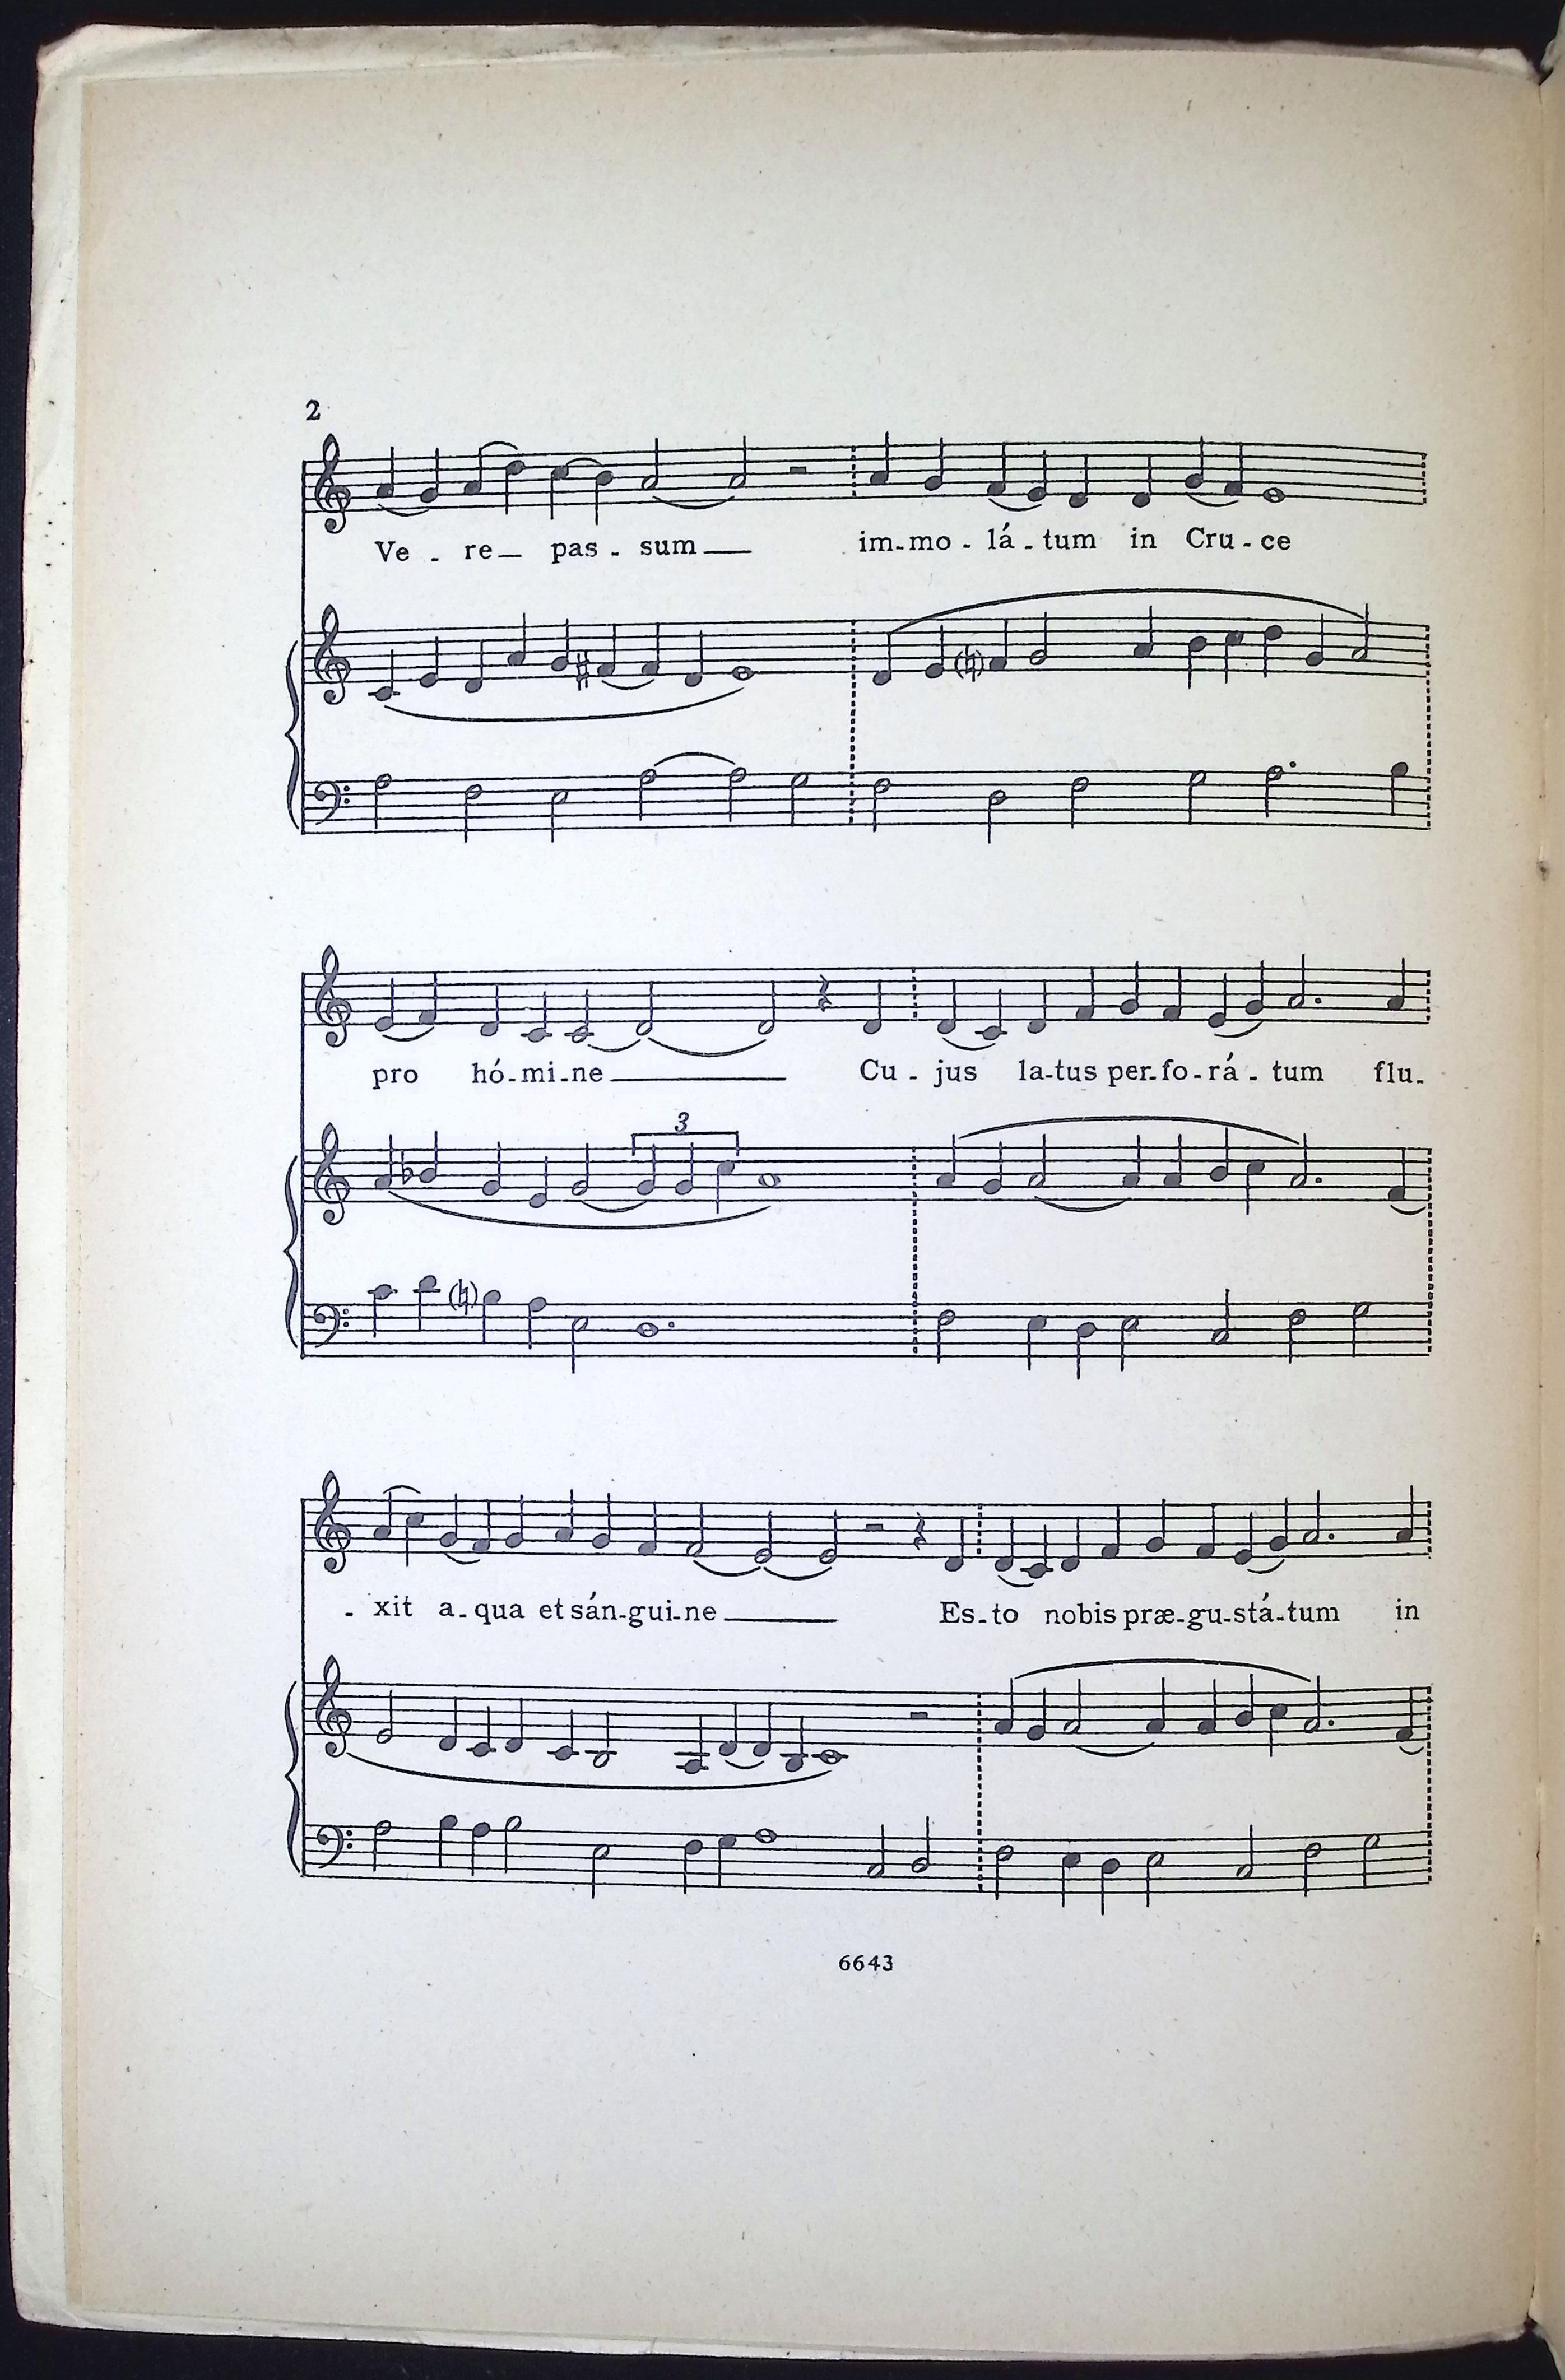 2
Ve - re — pas - sum — im-mo - lá - tum in Cru - ce
pro hó-mi-ne — Cu - jus la-tus per-fo-rá - tum flu-
3
- xit a-qua et sán-gui-ne — Es-to nobis præ-gu-stá-tum in
6643